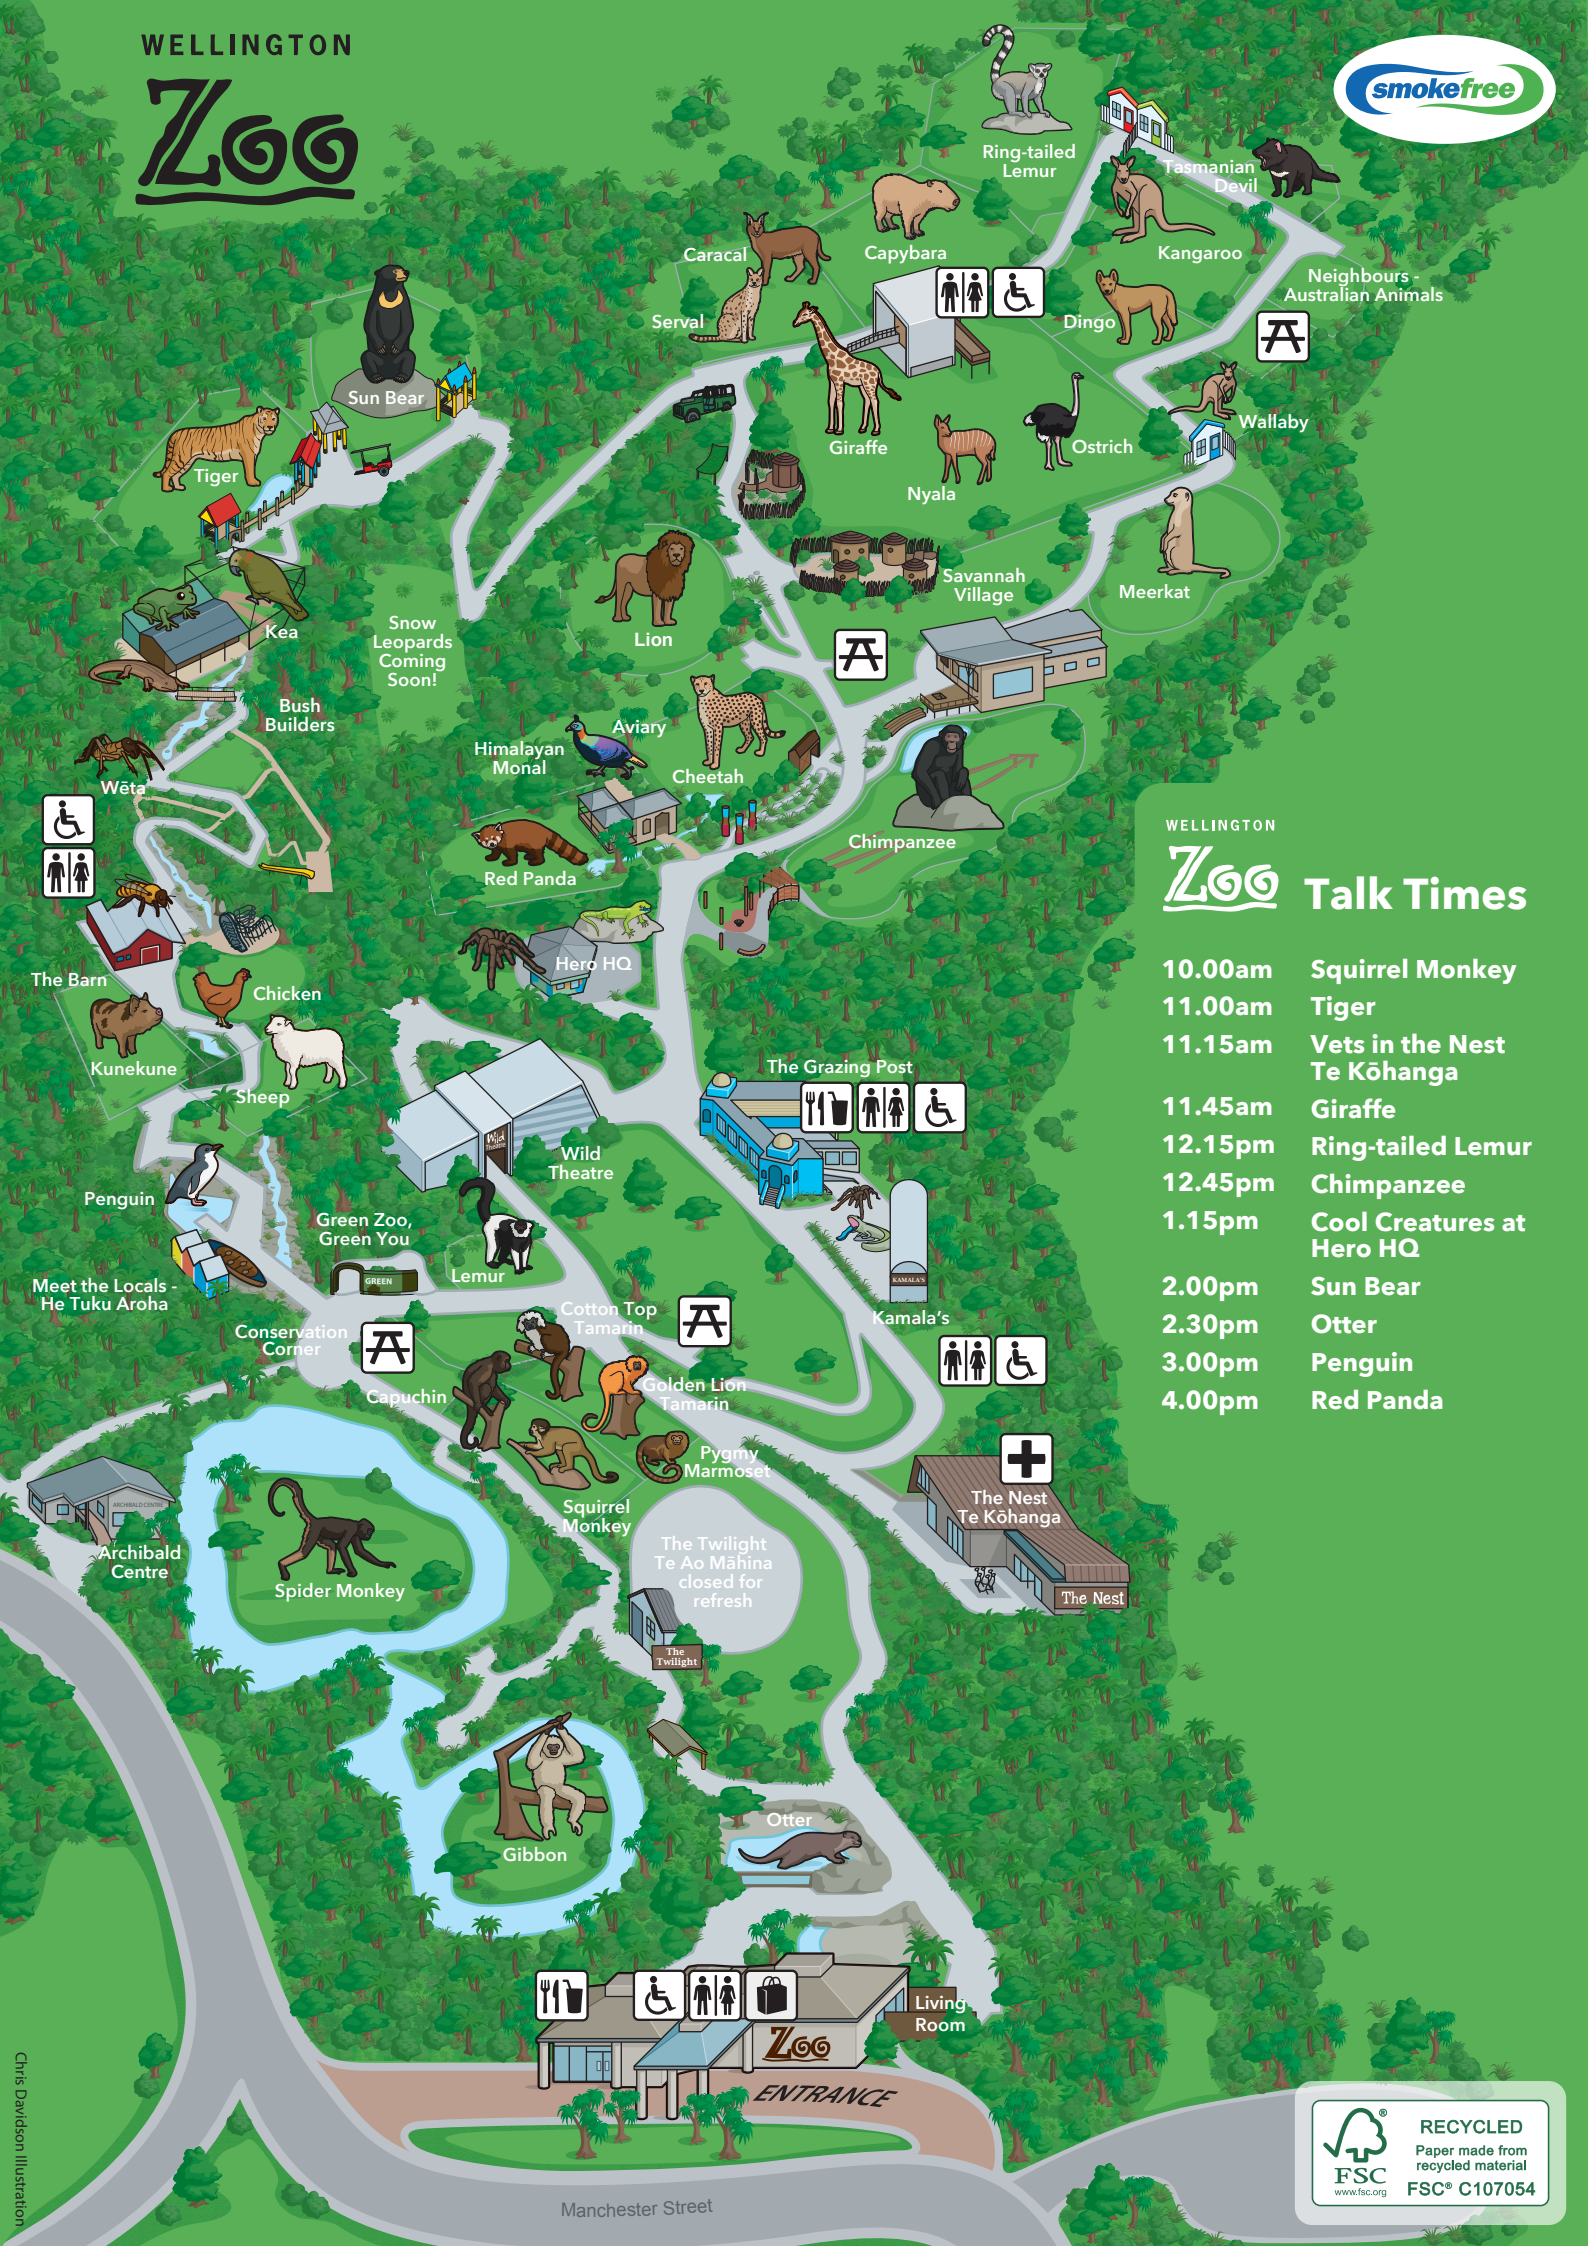 WELLINGTON
Zoo
smokefree
Ring-tailed
Lemur
Tasmanian
Devil
Caracal
Capybara
Kangaroo
Neighbours -
Australian Animals
Serval
Dingo
Sun Bear
Wallaby
Giraffe
Ostrich
Tiger
Nyala
Savannah
Village
Meerkat
Kea
Snow
Leopards
Coming
Soon!
Lion
Bush
Builders
Aviary
Himalayan
Monal
Cheetah
Wēta
Chimpanzee
Red Panda
Hero HQ
The Barn
Chicken
Kunekune
Sheep
The Grazing Post
Wild
Theatre
Wild
Theatre
Penguin
Green Zoo,
Green You
GREEN
Lemur
Meet the Locals -
He Tuku Aroha
KAMALA'S
Kamala's
Cotton Top
Tamarin
Conservation
Corner
Capuchin
Golden Lion
Tamarin
Pygmy
Marmoset
Squirrel
Monkey
The Nest
Te Kōhanga
The Nest
ARCHIBALD CENTRE
Archibald
Centre
Spider Monkey
The Twilight
Te Ao Māhina
closed for
refresh
The
Twilight
Gibbon
Otter
Living
Room
Zoo
ENTRANCE
Manchester Street
WELLINGTON
Zoo Talk Times
10.00am Squirrel Monkey
11.00am Tiger
11.15am Vets in the Nest
Te Kōhanga
11.45am Giraffe
12.15pm Ring-tailed Lemur
12.45pm Chimpanzee
1.15pm Cool Creatures at
Hero HQ
2.00pm Sun Bear
2.30pm Otter
3.00pm Penguin
4.00pm Red Panda
Chris Davidson Illustration
®
FSC
www.fsc.org
RECYCLED
Paper made from
recycled material
FSC® C107054